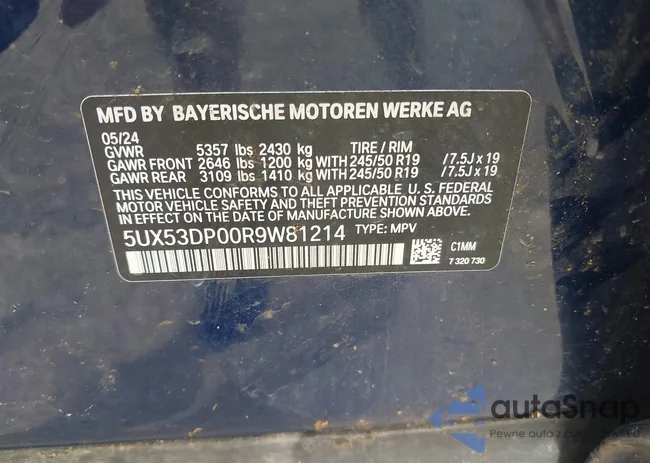 MFD BY BAYERISCHE MOTOREN WERKE AG
05/24
GVWR 5357 lbs 2430 kg TIRE / RIM
GAWR FRONT 2646 lbs 1200 kg WITH 245/50 R19 / 7.5J x 19
GAWR REAR 3109 lbs 1410 kg WITH 245/50 R19 / 7.5J x 19
THIS VEHICLE CONFORMS TO ALL APPLICABLE U. S. FEDERAL
MOTOR VEHICLE SAFETY AND THEFT PREVENTION STANDARDS
IN EFFECT ON THE DATE OF MANUFACTURE SHOWN ABOVE.
5UX53DP00R9W81214 TYPE: MPV
C1MM
7 320 730
autoSnap
Pewne auto z